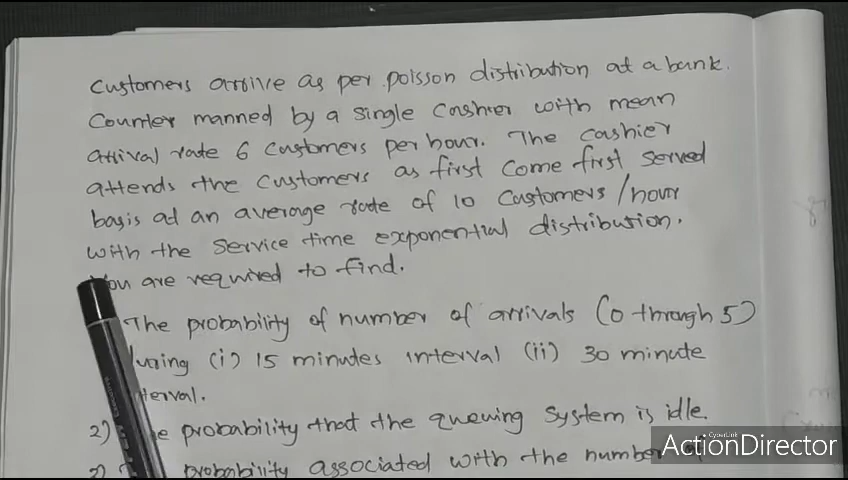 customers arrive as per poisson distribution at a bank.
Counter manned by a single cashier with mean
arrival rate 6 customers per hour. The cashier
attends the customers as first come first served
basis at an average rate of 10 customers/hour
with the service time exponential distribution.
You are required to find.
The probability of number of arrivals (0 through 5)
during (i) 15 minutes interval (ii) 30 minute
terval.
2) e probability that the queuing system is idle.
probability associated with the number of
CyberLink
ActionDirector